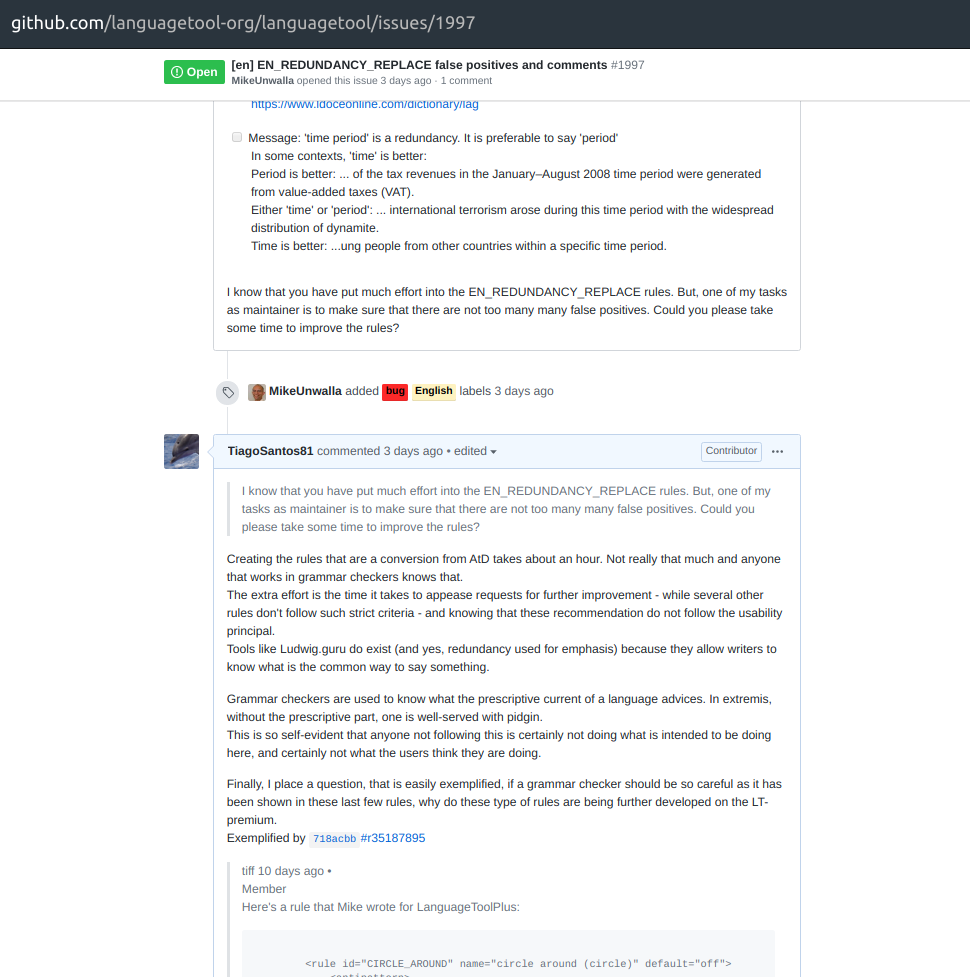 github.com/languagetool-org/languagetool/issues/1997
Open
[en] EN_REDUNDANCY_REPLACE false positives and comments #1997
MikeUnwalla opened this issue 3 days ago · 1 comment
https://www.ldoceonline.com/dictionary/lag
Message: 'time period' is a redundancy. It is preferable to say 'period'
In some contexts, 'time' is better:
Period is better: ... of the tax revenues in the January–August 2008 time period were generated
from value-added taxes (VAT).
Either 'time' or 'period': ... international terrorism arose during this time period with the widespread
distribution of dynamite.
Time is better: ...ung people from other countries within a specific time period.
I know that you have put much effort into the EN_REDUNDANCY_REPLACE rules. But, one of my tasks
as maintainer is to make sure that there are not too many many false positives. Could you please take
some time to improve the rules?
MikeUnwalla added bug English labels 3 days ago
TiagoSantos81 commented 3 days ago • edited
Contributor
I know that you have put much effort into the EN_REDUNDANCY_REPLACE rules. But, one of my
tasks as maintainer is to make sure that there are not too many many false positives. Could you
please take some time to improve the rules?
Creating the rules that are a conversion from AtD takes about an hour. Not really that much and anyone
that works in grammar checkers knows that.
The extra effort is the time it takes to appease requests for further improvement - while several other
rules don't follow such strict criteria - and knowing that these recommendation do not follow the usability
principal.
Tools like Ludwig.guru do exist (and yes, redundancy used for emphasis) because they allow writers to
know what is the common way to say something.
Grammar checkers are used to know what the prescriptive current of a language advices. In extremis,
without the prescriptive part, one is well-served with pidgin.
This is so self-evident that anyone not following this is certainly not doing what is intended to be doing
here, and certainly not what the users think they are doing.
Finally, I place a question, that is easily exemplified, if a grammar checker should be so careful as it has
been shown in these last few rules, why do these type of rules are being further developed on the LT-
premium.
Exemplified by 718acbb #r35187895
tiff 10 days ago •
Member
Here's a rule that Mike wrote for LanguageToolPlus:
<rule id="CIRCLE_AROUND" name="circle around (circle)" default="off">
<antipattern>